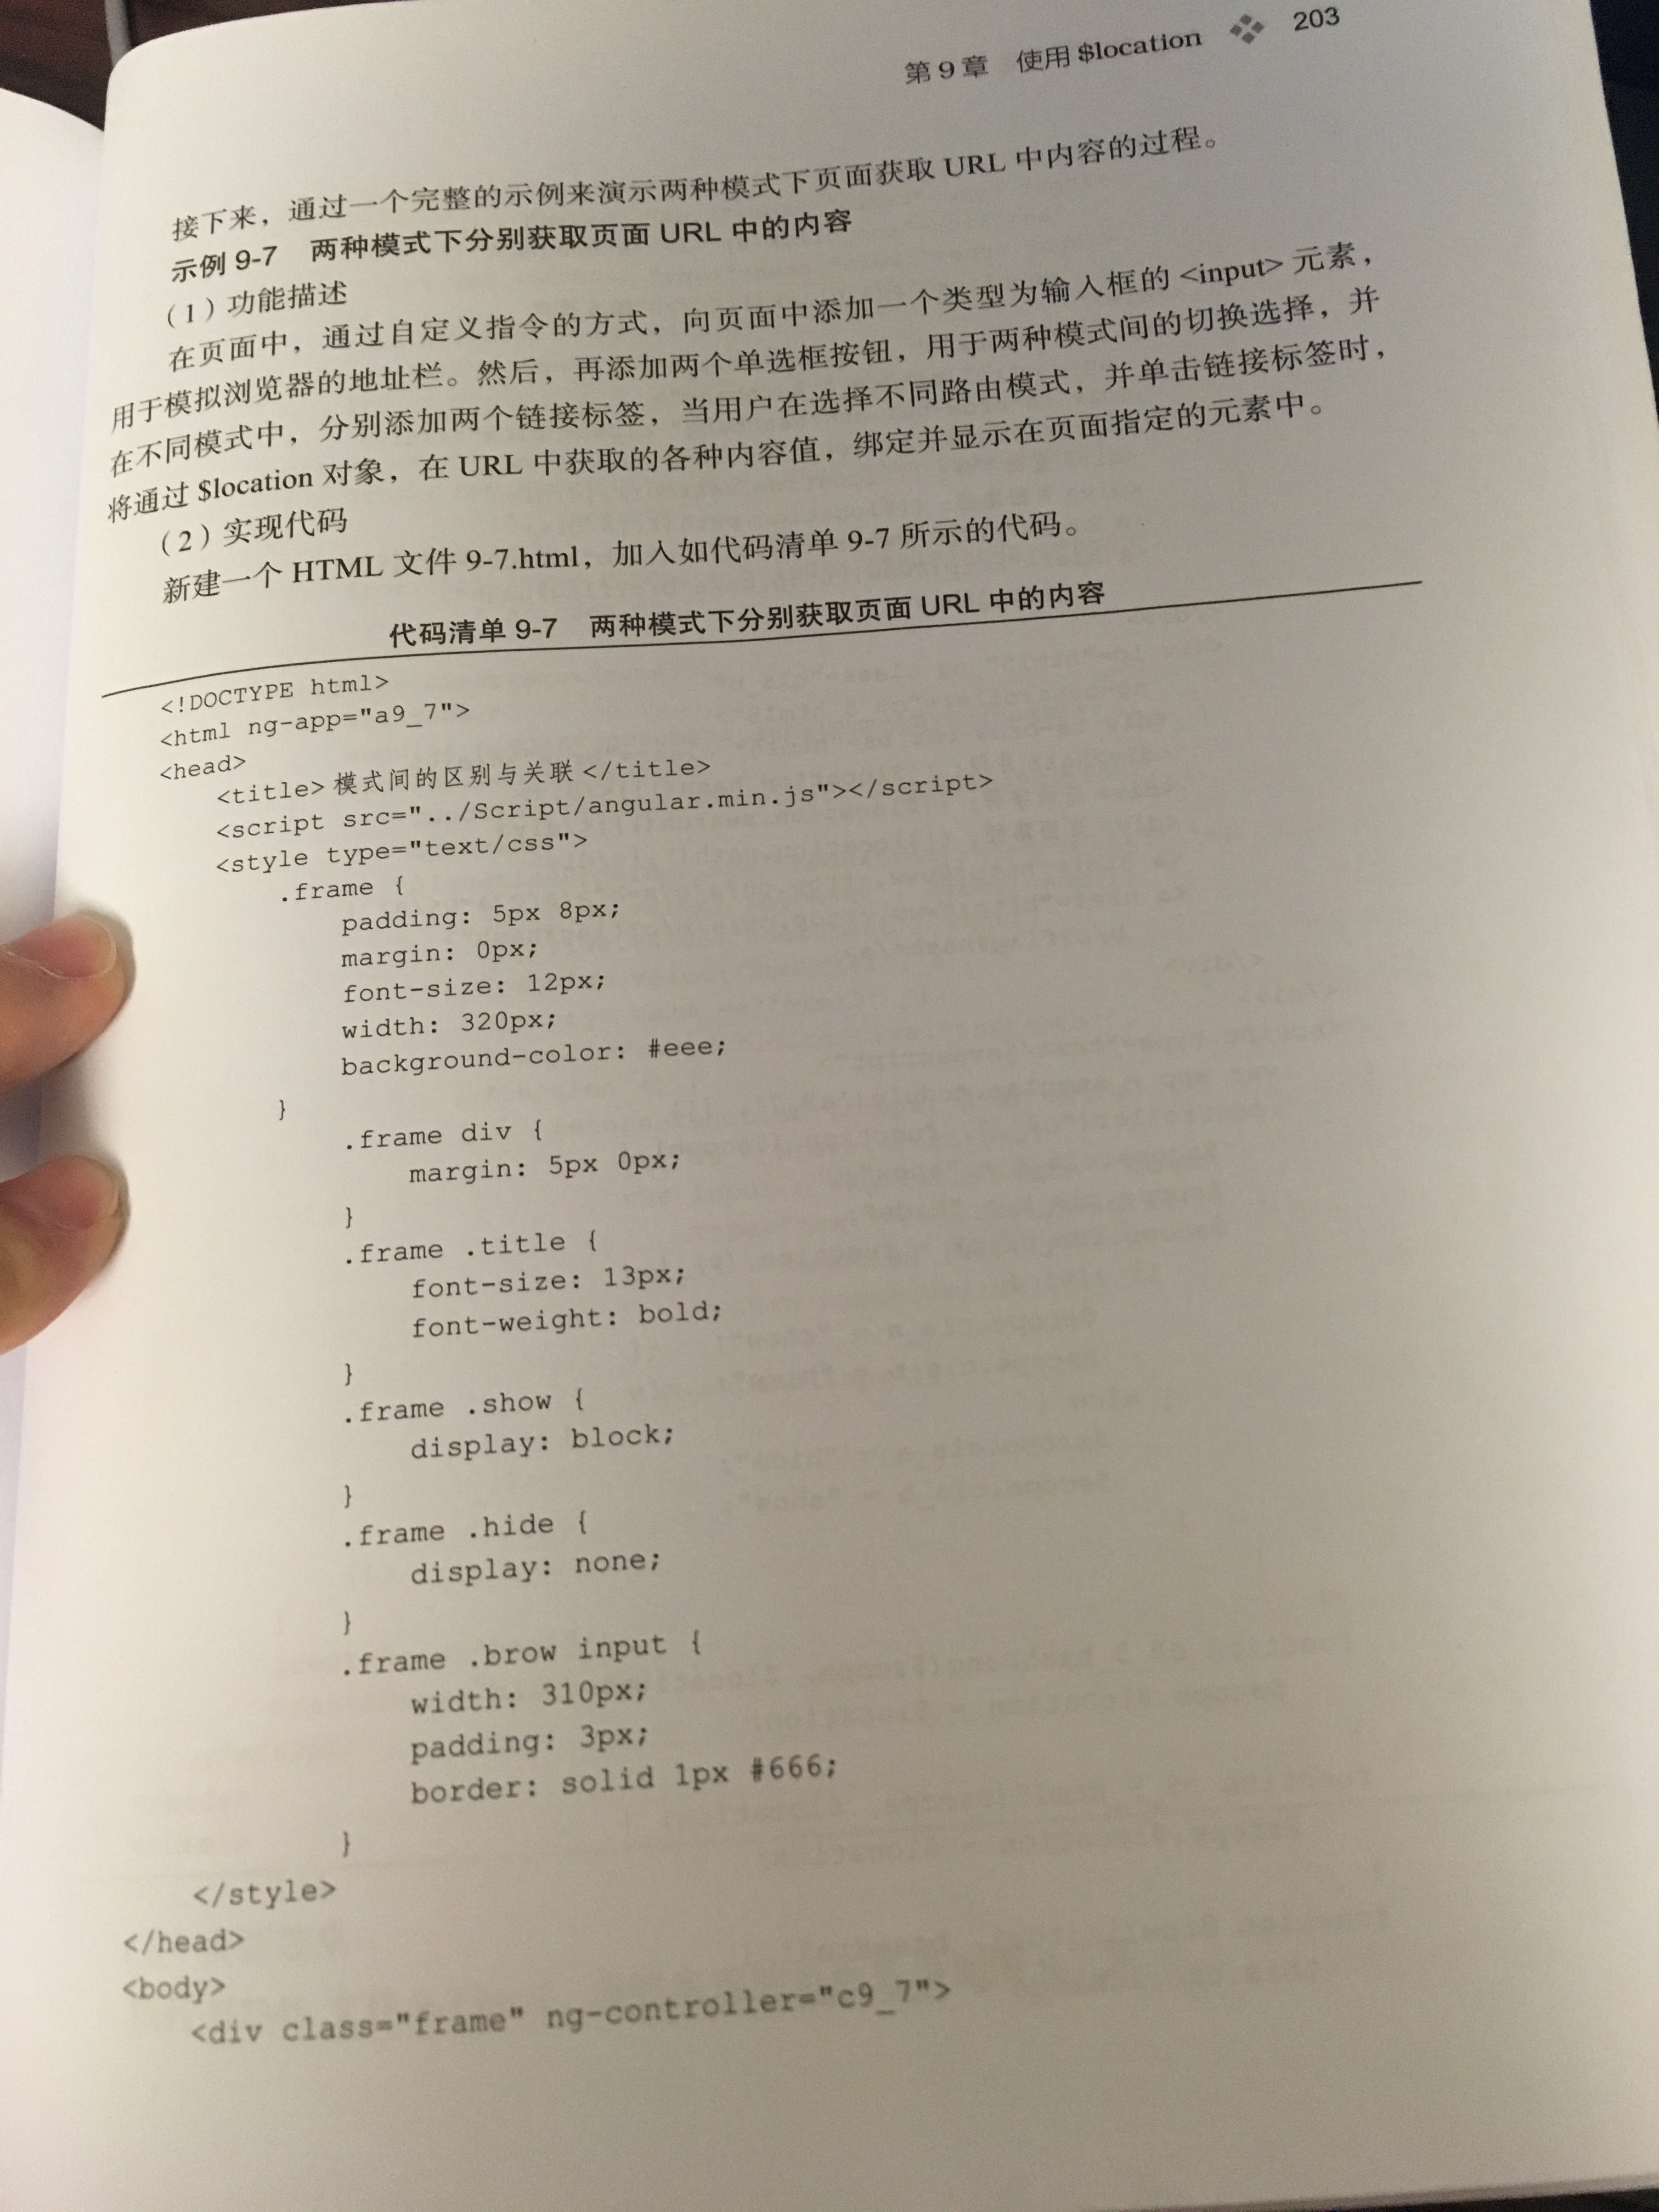 第 9 章 使用 $location ❖ 203
接下来，通过一个完整的示例来演示两种模式下页面获取 URL 中内容的过程。
示例 9-7 两种模式下分别获取页面 URL 中的内容
（1）功能描述
在页面中，通过自定义指令的方式，向页面中添加一个类型为输入框的 <input> 元素，
用于模拟浏览器的地址栏。然后，再添加两个单选框按钮，用于两种模式间的切换选择，并
在不同模式中，分别添加两个链接标签，当用户在选择不同路由模式，并单击链接标签时，
将通过 $location 对象，在 URL 中获取的各种内容值，绑定并显示在页面指定的元素中。
（2）实现代码
新建一个 HTML 文件 9-7.html，加入如代码清单 9-7 所示的代码。
代码清单 9-7 两种模式下分别获取页面 URL 中的内容
<!DOCTYPE html>
<html ng-app="a9_7">
<head>
    <title>模式间的区别与关联</title>
    <script src="../Script/angular.min.js"></script>
    <style type="text/css">
        .frame {
            padding: 5px 8px;
            margin: 0px;
            font-size: 12px;
            width: 320px;
            background-color: #eee;
        }
            .frame div {
                margin: 5px 0px;
            }
            .frame .title {
                font-size: 13px;
                font-weight: bold;
            }
            .frame .show {
                display: block;
            }
            .frame .hide {
                display: none;
            }
            .frame .brow input {
                width: 310px;
                padding: 3px;
                border: solid 1px #666;
            }
    </style>
</head>
<body>
    <div class="frame" ng-controller="c9_7">